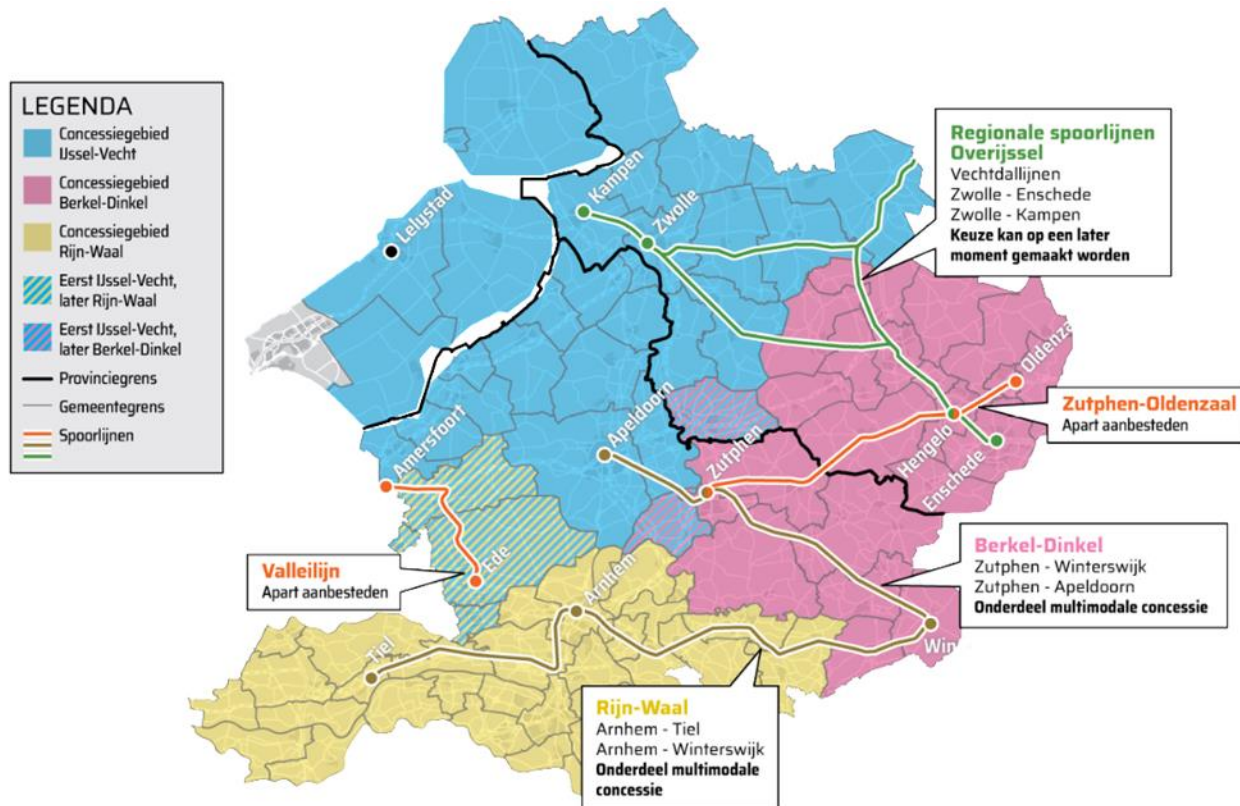 LEGENDA
Concessiegebied
IJssel-Vecht
Concessiegebied
Berkel-Dinkel
Concessiegebied
Rijn-Waal
Eerst IJssel-Vecht,
later Rijn-Waal
Eerst IJssel-Vecht,
later Berkel-Dinkel
Provinciegrens
Gemeentegrens
Spoorlijnen
Lelystad
Kampen
Zwolle
Regionale spoorlijnen
Overijssel
Vechtdallijnen
Zwolle - Enschede
Zwolle - Kampen
Keuze kan op een later
moment gemaakt worden
Amersfoort
Apeldoorn
Zutphen
Hengelo
Oldenza
Enschede
Zutphen-Oldenzaal
Apart aanbesteden
Valleilijn
Apart aanbesteden
Ede
Arnhem
Tiel
Win
Berkel-Dinkel
Zutphen - Winterswijk
Zutphen - Apeldoorn
Onderdeel multimodale concessie
Rijn-Waal
Arnhem - Tiel
Arnhem - Winterswijk
Onderdeel multimodale
concessie